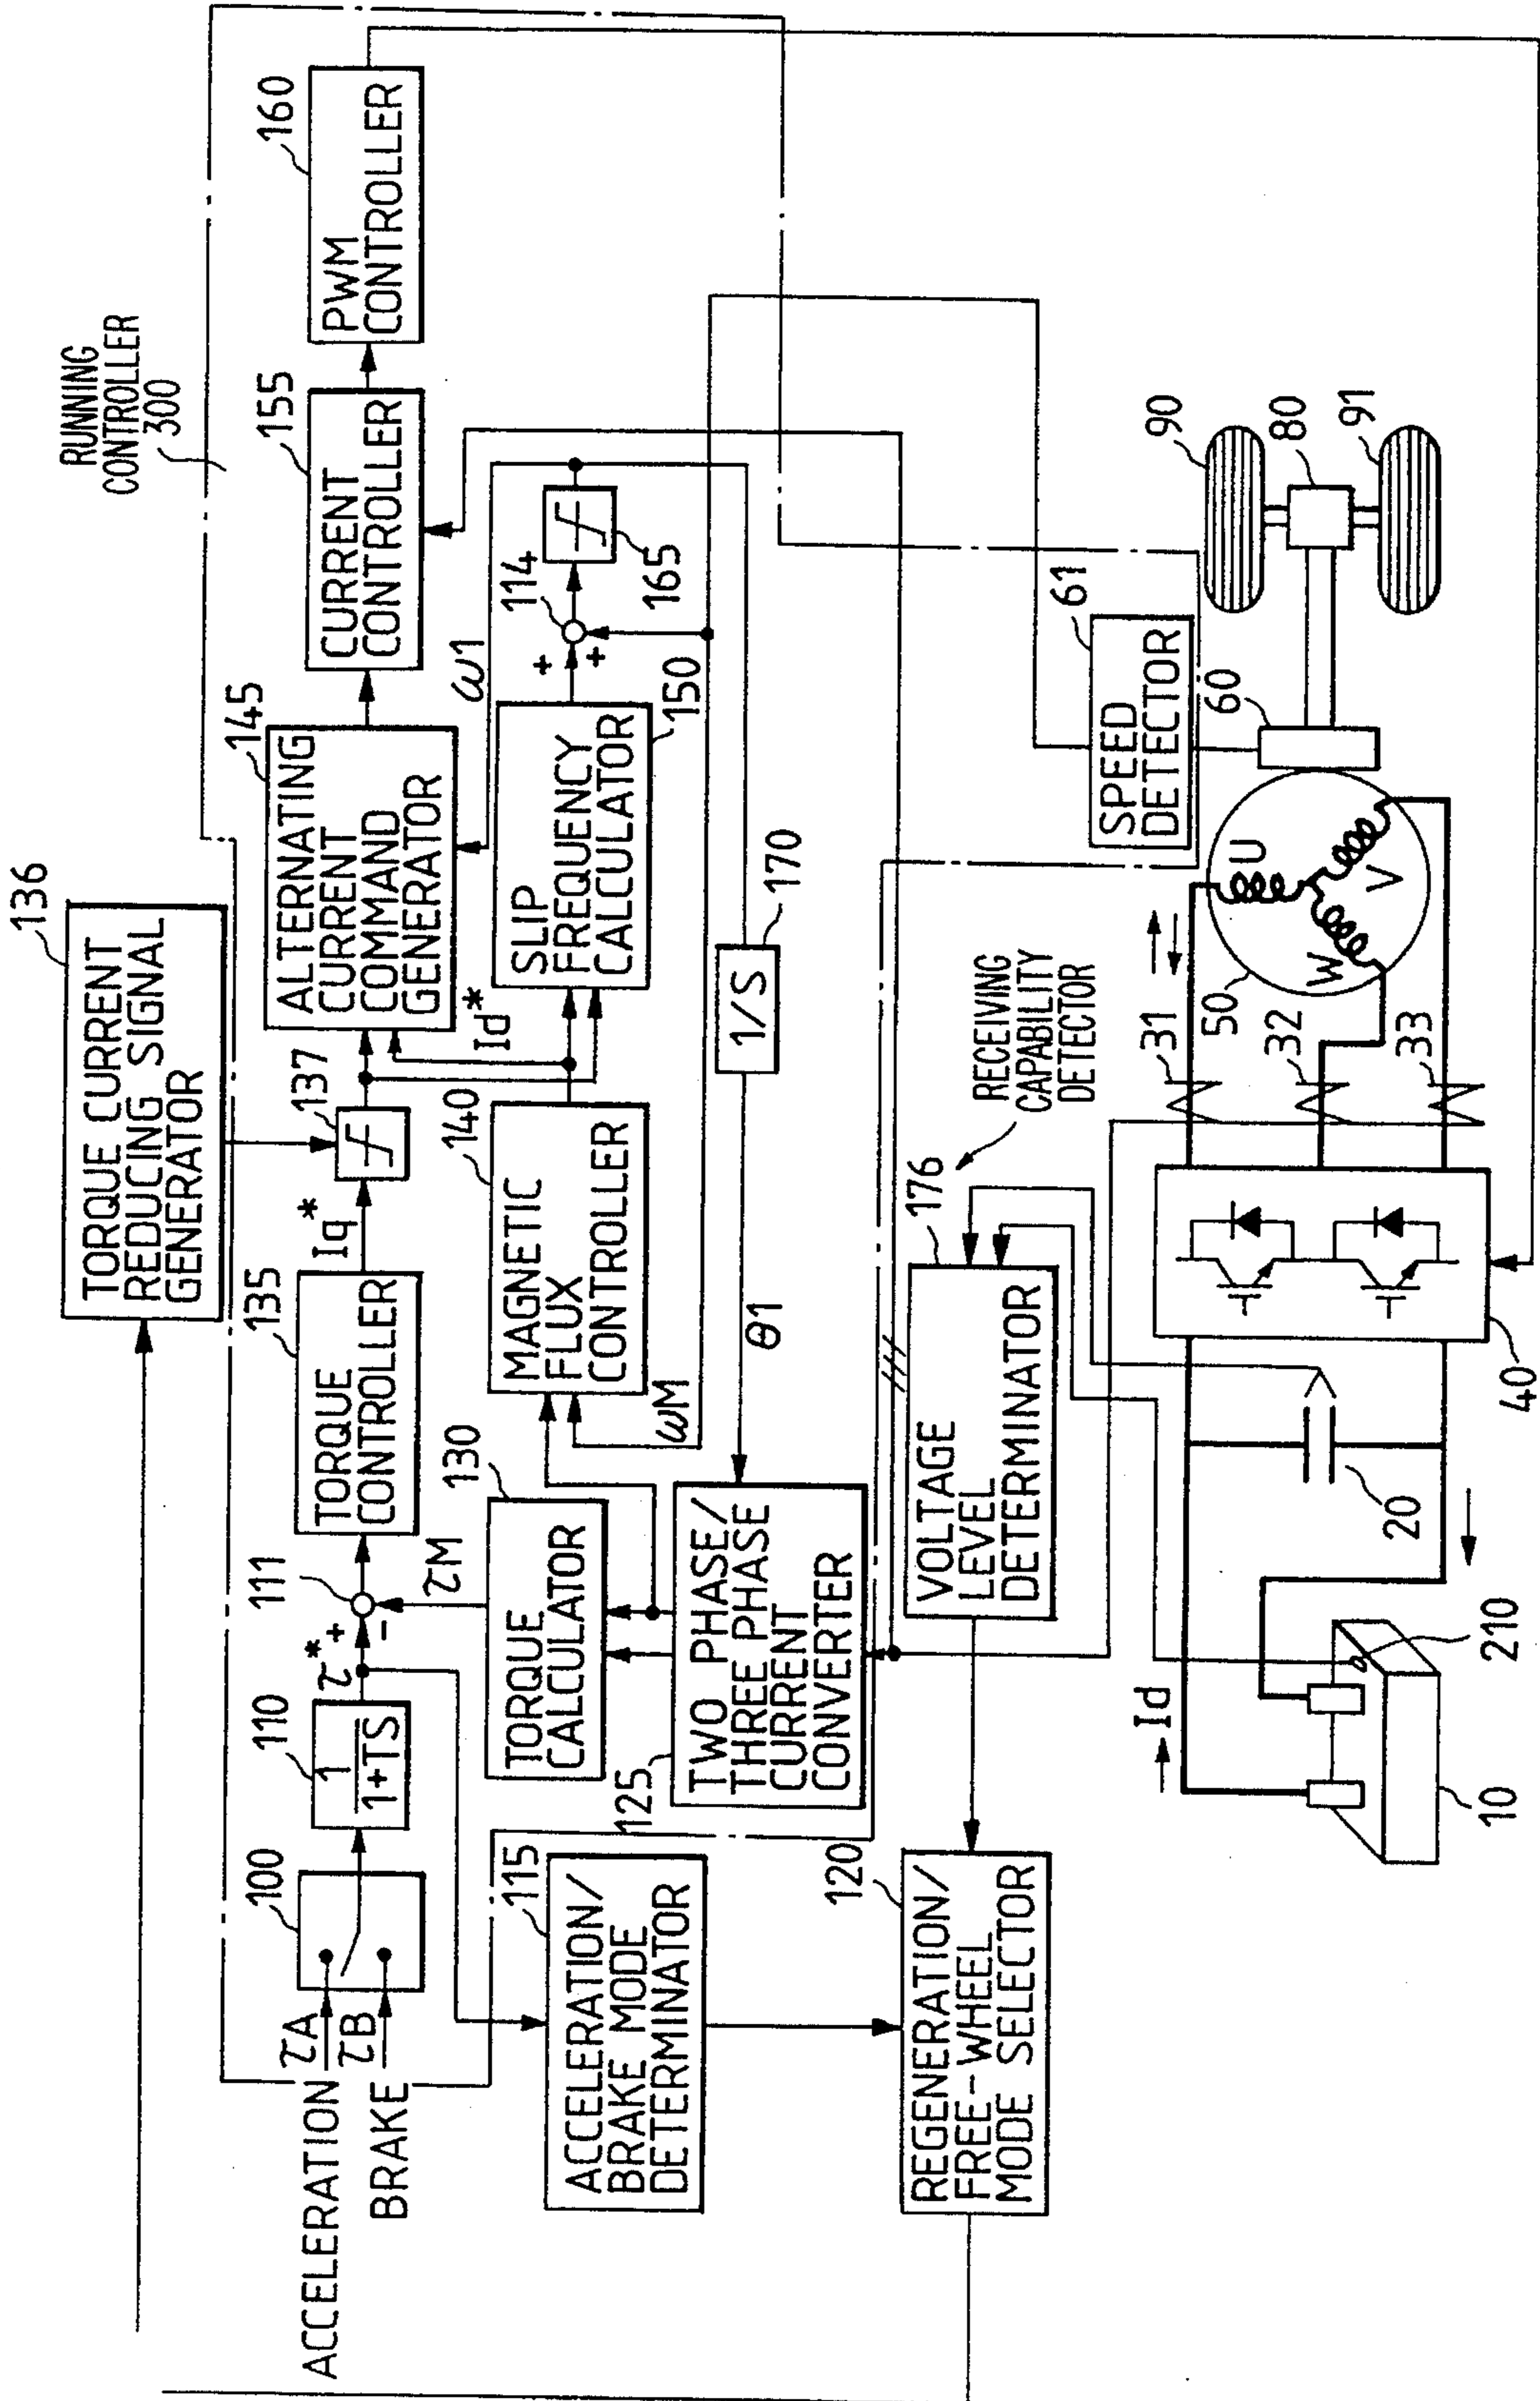 RUNNING
CONTROLLER
300
136
TORQUE CURRENT
REDUCING SIGNAL
GENERATOR
ACCELERATION
τA
τB
BRAKE
100
110
1
1+TS
τ*
+
-
111
τM
135
TORQUE
CONTROLLER
Iq*
137
145
ALTERNATING
CURRENT
COMMAND
GENERATOR
Id*
155
CURRENT
CONTROLLER
160
PWM
CONTROLLER
115
ACCELERATION/
BRAKE MODE
DETERMINATOR
130
TORQUE
CALCULATOR
140
MAGNETIC
FLUX
CONTROLLER
ωM
SLIP
FREQUENCY
CALCULATOR
150
ω1
+
+
114
165
125
TWO PHASE/
THREE PHASE
CURRENT
CONVERTER
θ1
1/S
170
120
REGENERATION/
FREE-WHEEL
MODE SELECTOR
VOLTAGE
LEVEL
DETERMINATOR
176
RECEIVING
CAPABILITY
DETECTOR
SPEED
DETECTOR
61
60
Id
10
210
20
40
31
32
33
50
U
V
W
90
80
91